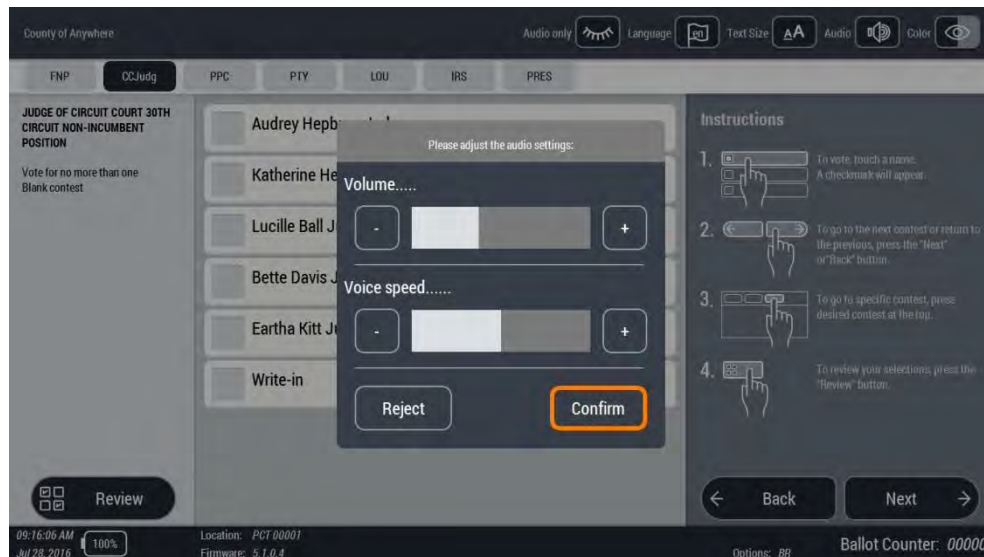 County of Anywhere
Audio only
Language
en
Text Size
AA
Audio
Color
FNP
CCJudg
PPC
PTY
LOU
IRS
PRES
JUDGE OF CIRCUIT COURT 30TH
CIRCUIT NON-INCUMBENT
POSITION
Vote for no more than one
Blank contest
Audrey
Katherine
Lucille Ball
Bette Davis
Eartha Kitt
Write-in
Please adjust the audio settings:
Volume.....
-
+
Voice speed......
-
+
Reject
Confirm
Instructions
1.
To vote, touch a name.
A checkmark will appear.
2.
To go to the next contest or return to
the previous, press the "Next"
or "Back" button.
3.
To go to specific contest, press
desired contest at the top.
4.
To review your selections, press the
"Review" button.
Review
Back
Next
09:16:06 AM
Jul 28, 2016
100%
Location: PCT 00001
Firmware: 5.1.0.4
Options: BR
Ballot Counter: 00000